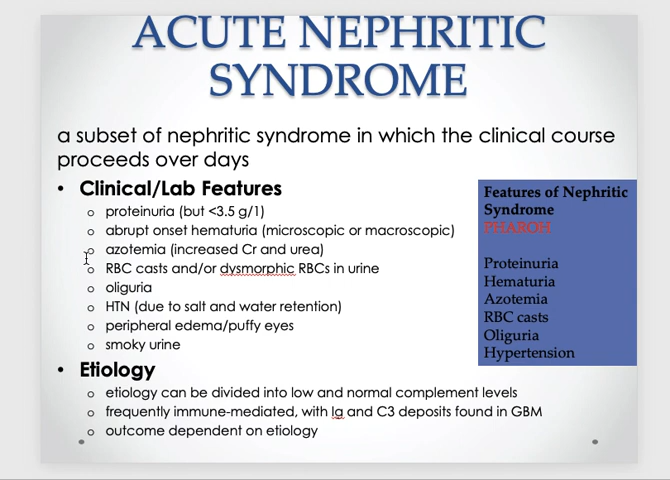 ACUTE NEPHRITIC
SYNDROME
a subset of nephritic syndrome in which the clinical course
proceeds over days
• Clinical/Lab Features
o proteinuria (but <3.5 g/1)
o abrupt onset hematuria (microscopic or macroscopic)
o azotemia (increased Cr and urea)
o RBC casts and/or dysmorphic RBCs in urine
o oliguria
o HTN (due to salt and water retention)
o peripheral edema/puffy eyes
o smoky urine
• Etiology
o etiology can be divided into low and normal complement levels
o frequently immune-mediated, with Ig and C3 deposits found in GBM
o outcome dependent on etiology
Features of Nephritic
Syndrome
PHAROH
Proteinuria
Hematuria
Azotemia
RBC casts
Oliguria
Hypertension